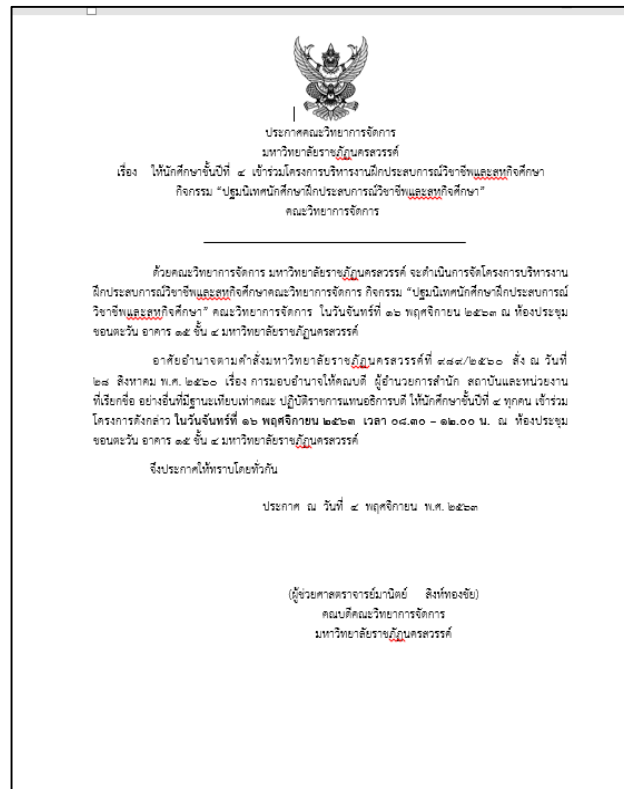 ประกาศคณะวิทยาการจัดการ
มหาวิทยาลัยราชภัฏนครสวรรค์
เรื่อง ให้นักศึกษาชั้นปีที่ ๔ เข้าร่วมโครงการบริหารงานฝึกประสบการณ์วิชาชีพและสหกิจศึกษา
กิจกรรม “ปฐมนิเทศนักศึกษาฝึกประสบการณ์วิชาชีพและสหกิจศึกษา”
คณะวิทยาการจัดการ
ด้วยคณะวิทยาการจัดการ มหาวิทยาลัยราชภัฏนครสวรรค์ จะดำเนินการจัดโครงการบริหารงาน
ฝึกประสบการณ์วิชาชีพและสหกิจศึกษาคณะวิทยาการจัดการ กิจกรรม “ปฐมนิเทศนักศึกษาฝึกประสบการณ์
วิชาชีพและสหกิจศึกษา” คณะวิทยาการจัดการ ในวันจันทร์ที่ ๑๖ พฤศจิกายน ๒๕๖๓ ณ ห้องประชุม
ชอนตะวัน อาคาร ๑๕ ชั้น ๔ มหาวิทยาลัยราชภัฏนครสวรรค์
อาศัยอำนาจตามคำสั่งมหาวิทยาลัยราชภัฏนครสวรรค์ที่ ๙๘๙/๒๕๖๐ สั่ง ณ วันที่
๒๘ สิงหาคม พ.ศ. ๒๕๖๐ เรื่อง การมอบอำนาจให้คณบดี ผู้อำนวยการสำนัก สถาบันและหน่วยงาน
ที่เรียกชื่อ อย่างอื่นที่มีฐานะเทียบเท่าคณะ ปฏิบัติราชการแทนอธิการบดี ให้นักศึกษาชั้นปีที่ ๔ ทุกคน เข้าร่วม
โครงการดังกล่าว ในวันจันทร์ที่ ๑๖ พฤศจิกายน ๒๕๖๓ เวลา ๐๘.๓๐ – ๑๒.๐๐ น. ณ ห้องประชุม
ชอนตะวัน อาคาร ๑๕ ชั้น ๔ มหาวิทยาลัยราชภัฏนครสวรรค์
จึงประกาศให้ทราบโดยทั่วกัน
ประกาศ ณ วันที่ ๔ พฤศจิกายน พ.ศ. ๒๕๖๓
(ผู้ช่วยศาสตราจารย์มานิตย์ สิงห์ทองชัย)
คณบดีคณะวิทยาการจัดการ
มหาวิทยาลัยราชภัฏนครสวรรค์